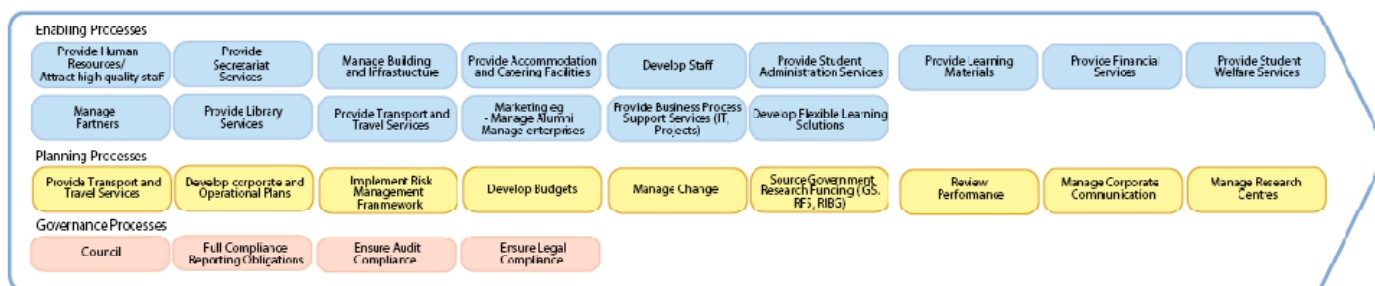 Enabling Processes
Provide Human
Resources/
Attract high quality staff
Provide
Secretariat
Services
Manage Building
and Infrastructure
Provide Accommodation
and Catering Facilities
Develop Staff
Provide Student
Administration Services
Provide Learning
Materials
Provide Financial
Services
Provide Student
Welfare Services
Manage
Partners
Provide Library
Services
Provide Transport and
Travel Services
Marketing eg
- Manage Alumni
Manage enterprises
Provide Business Process
Support Services (IT,
Projects)
Develop Flexible Learning
Solutions
Planning Processes
Provide Transport and
Travel Services
Develop corporate and
Operational Plans
Implement Risk
Management
Framework
Develop Budgets
Manage Change
Source Government
Research Funding (IGS,
RFS, RIBG)
Review
Performance
Manage Corporate
Communication
Manage Research
Centres
Governance Processes
Council
Full Compliance
Reporting Obligations
Ensure Audit
Compliance
Ensure Legal
Compliance